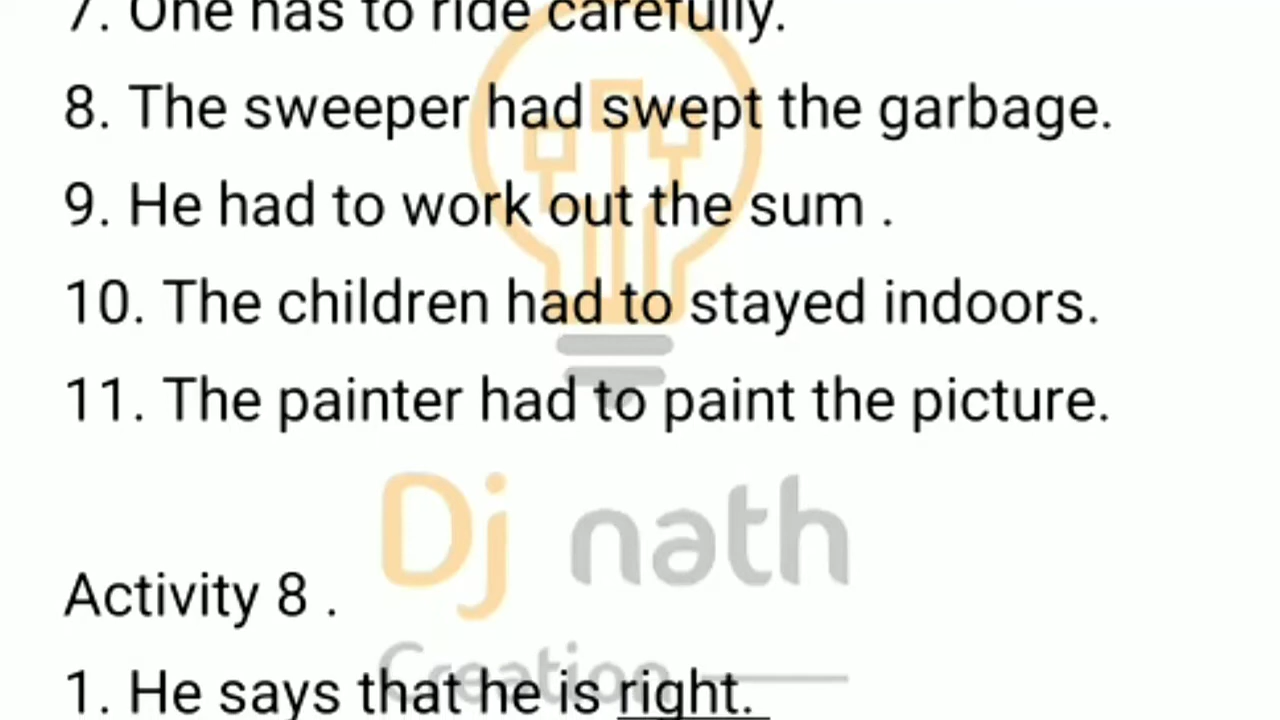 7. One has to ride carefully.
8. The sweeper had swept the garbage.
9. He had to work out the sum .
10. The children had to stayed indoors.
11. The painter had to paint the picture.
Dj nath
Activity 8 .
Creation
1. He says that he is right.